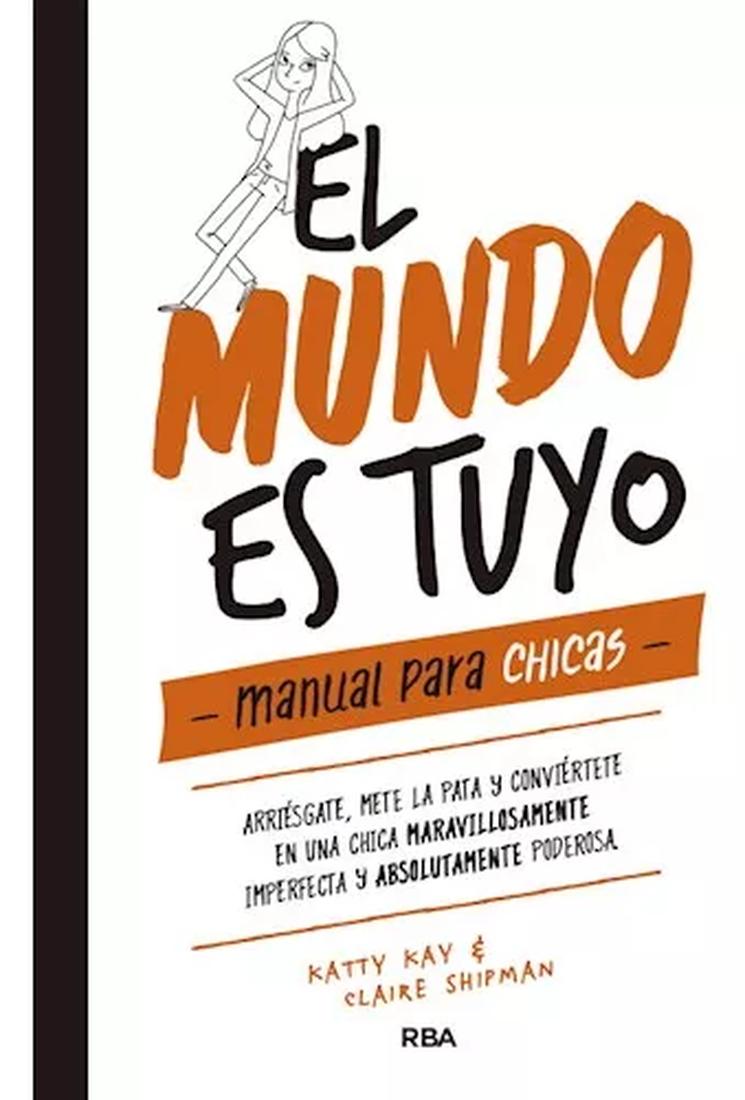 EL
MUNDO
ES TUYO
– manual para CHICAS –
ARRIÉSGATE, METE LA PATA Y CONVIÉRTETE
EN UNA CHICA MARAVILLOSAMENTE
IMPERFECTA Y ABSOLUTAMENTE PODEROSA.
KATTY KAY &
CLAIRE SHIPMAN
RBA